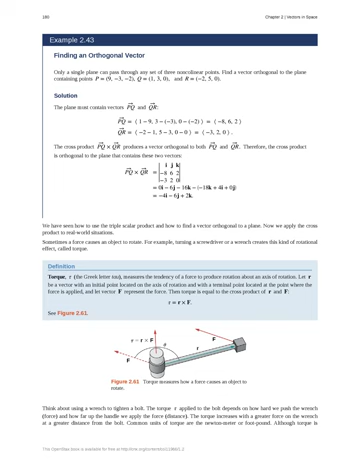 180
Chapter 2 | Vectors in Space
Example 2.43
Finding an Orthogonal Vector
Only a single plane can pass through any set of three noncolinear points. Find a vector orthogonal to the plane
containing points P = (9, −3, −2), Q = (1, 3, 0), and R = (−2, 5, 0).
Solution
The plane must contain vectors PQ→ and QR→:
PQ→ = 〈 1 − 9, 3 − (−3), 0 − (−2) 〉 = 〈 −8, 6, 2 〉
QR→ = 〈 −2 − 1, 5 − 3, 0 − 0 〉 = 〈 −3, 2, 0 〉.
The cross product PQ→ × QR→ produces a vector orthogonal to both PQ→ and QR→. Therefore, the cross product
is orthogonal to the plane that contains these two vectors:
PQ→ × QR→ = | i j k |
| −8 6 2 |
| −3 2 0 |
= 0i − 6j − 16k − (−18k + 4i + 0j)
= −4i − 6j + 2k.
We have seen how to use the triple scalar product and how to find a vector orthogonal to a plane. Now we apply the cross
product to real-world situations.
Sometimes a force causes an object to rotate. For example, turning a screwdriver or a wrench creates this kind of rotational
effect, called torque.
Definition
Torque, τ (the Greek letter tau), measures the tendency of a force to produce rotation about an axis of rotation. Let r
be a vector with an initial point located on the axis of rotation and with a terminal point located at the point where the
force is applied, and let vector F represent the force. Then torque is equal to the cross product of r and F:
τ = r × F.
See Figure 2.61.
τ = r × F
θ
r
F
F
Figure 2.61 Torque measures how a force causes an object to
rotate.
Think about using a wrench to tighten a bolt. The torque τ applied to the bolt depends on how hard we push the wrench
(force) and how far up the handle we apply the force (distance). The torque increases with a greater force on the wrench
at a greater distance from the bolt. Common units of torque are the newton-meter or foot-pound. Although torque is